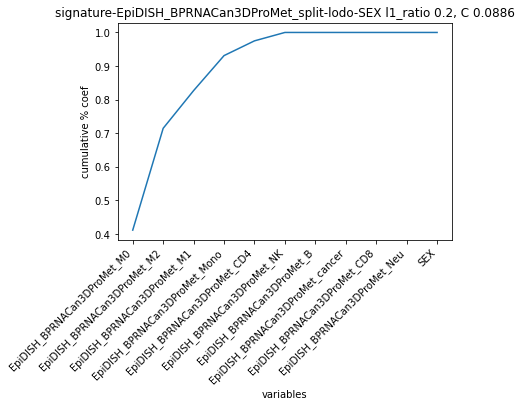 signature-EpiDISH_BPRNACan3DProMet_split-lodo-SEX l1_ratio 0.2, C 0.0886
1.0
0.9
0.8
0.7
0.6
0.5
0.4
cumulative % coef
EpiDISH_BPRNACan3DProMet_M0
EpiDISH_BPRNACan3DProMet_M2
EpiDISH_BPRNACan3DProMet_M1
EpiDISH_BPRNACan3DProMet_Mono
EpiDISH_BPRNACan3DProMet_CD4
EpiDISH_BPRNACan3DProMet_NK
EpiDISH_BPRNACan3DProMet_B
EpiDISH_BPRNACan3DProMet_cancer
EpiDISH_BPRNACan3DProMet_CD8
EpiDISH_BPRNACan3DProMet_Neu
SEX
variables